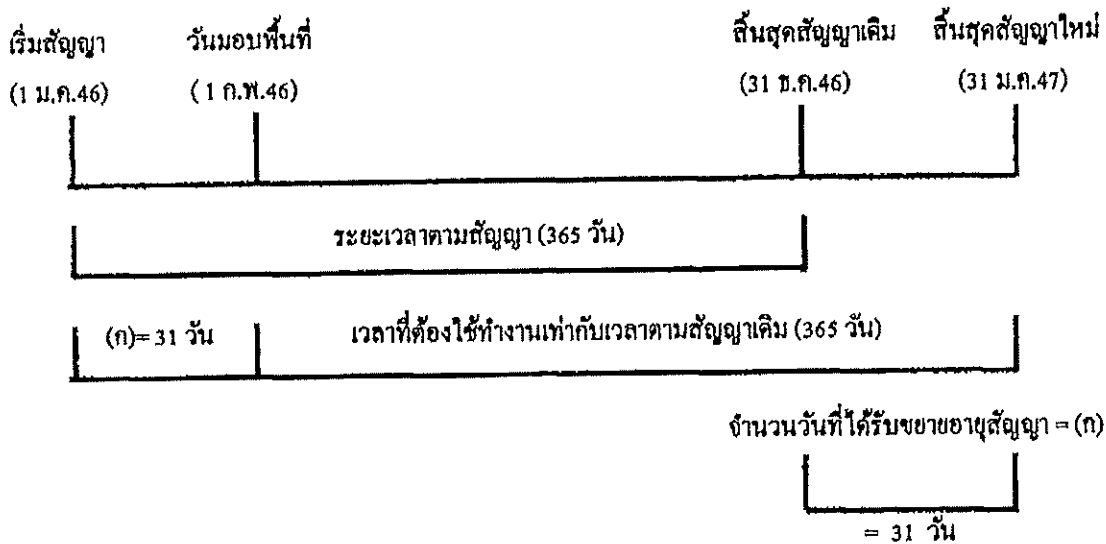 เริ่มสัญญา วันมอบพื้นที่ สิ้นสุดสัญญาเดิม สิ้นสุดสัญญาใหม่
(1 ม.ค.46) ( 1 ก.พ.46) (31 ธ.ค.46) (31 ม.ค.47)
ระยะเวลาตามสัญญา (365 วัน)
(ก)= 31 วัน เวลาที่ต้องใช้ทำงานเท่ากับเวลาตามสัญญาเดิม (365 วัน)
จำนวนวันที่ได้รับขยายอายุสัญญา = (ก)
= 31 วัน